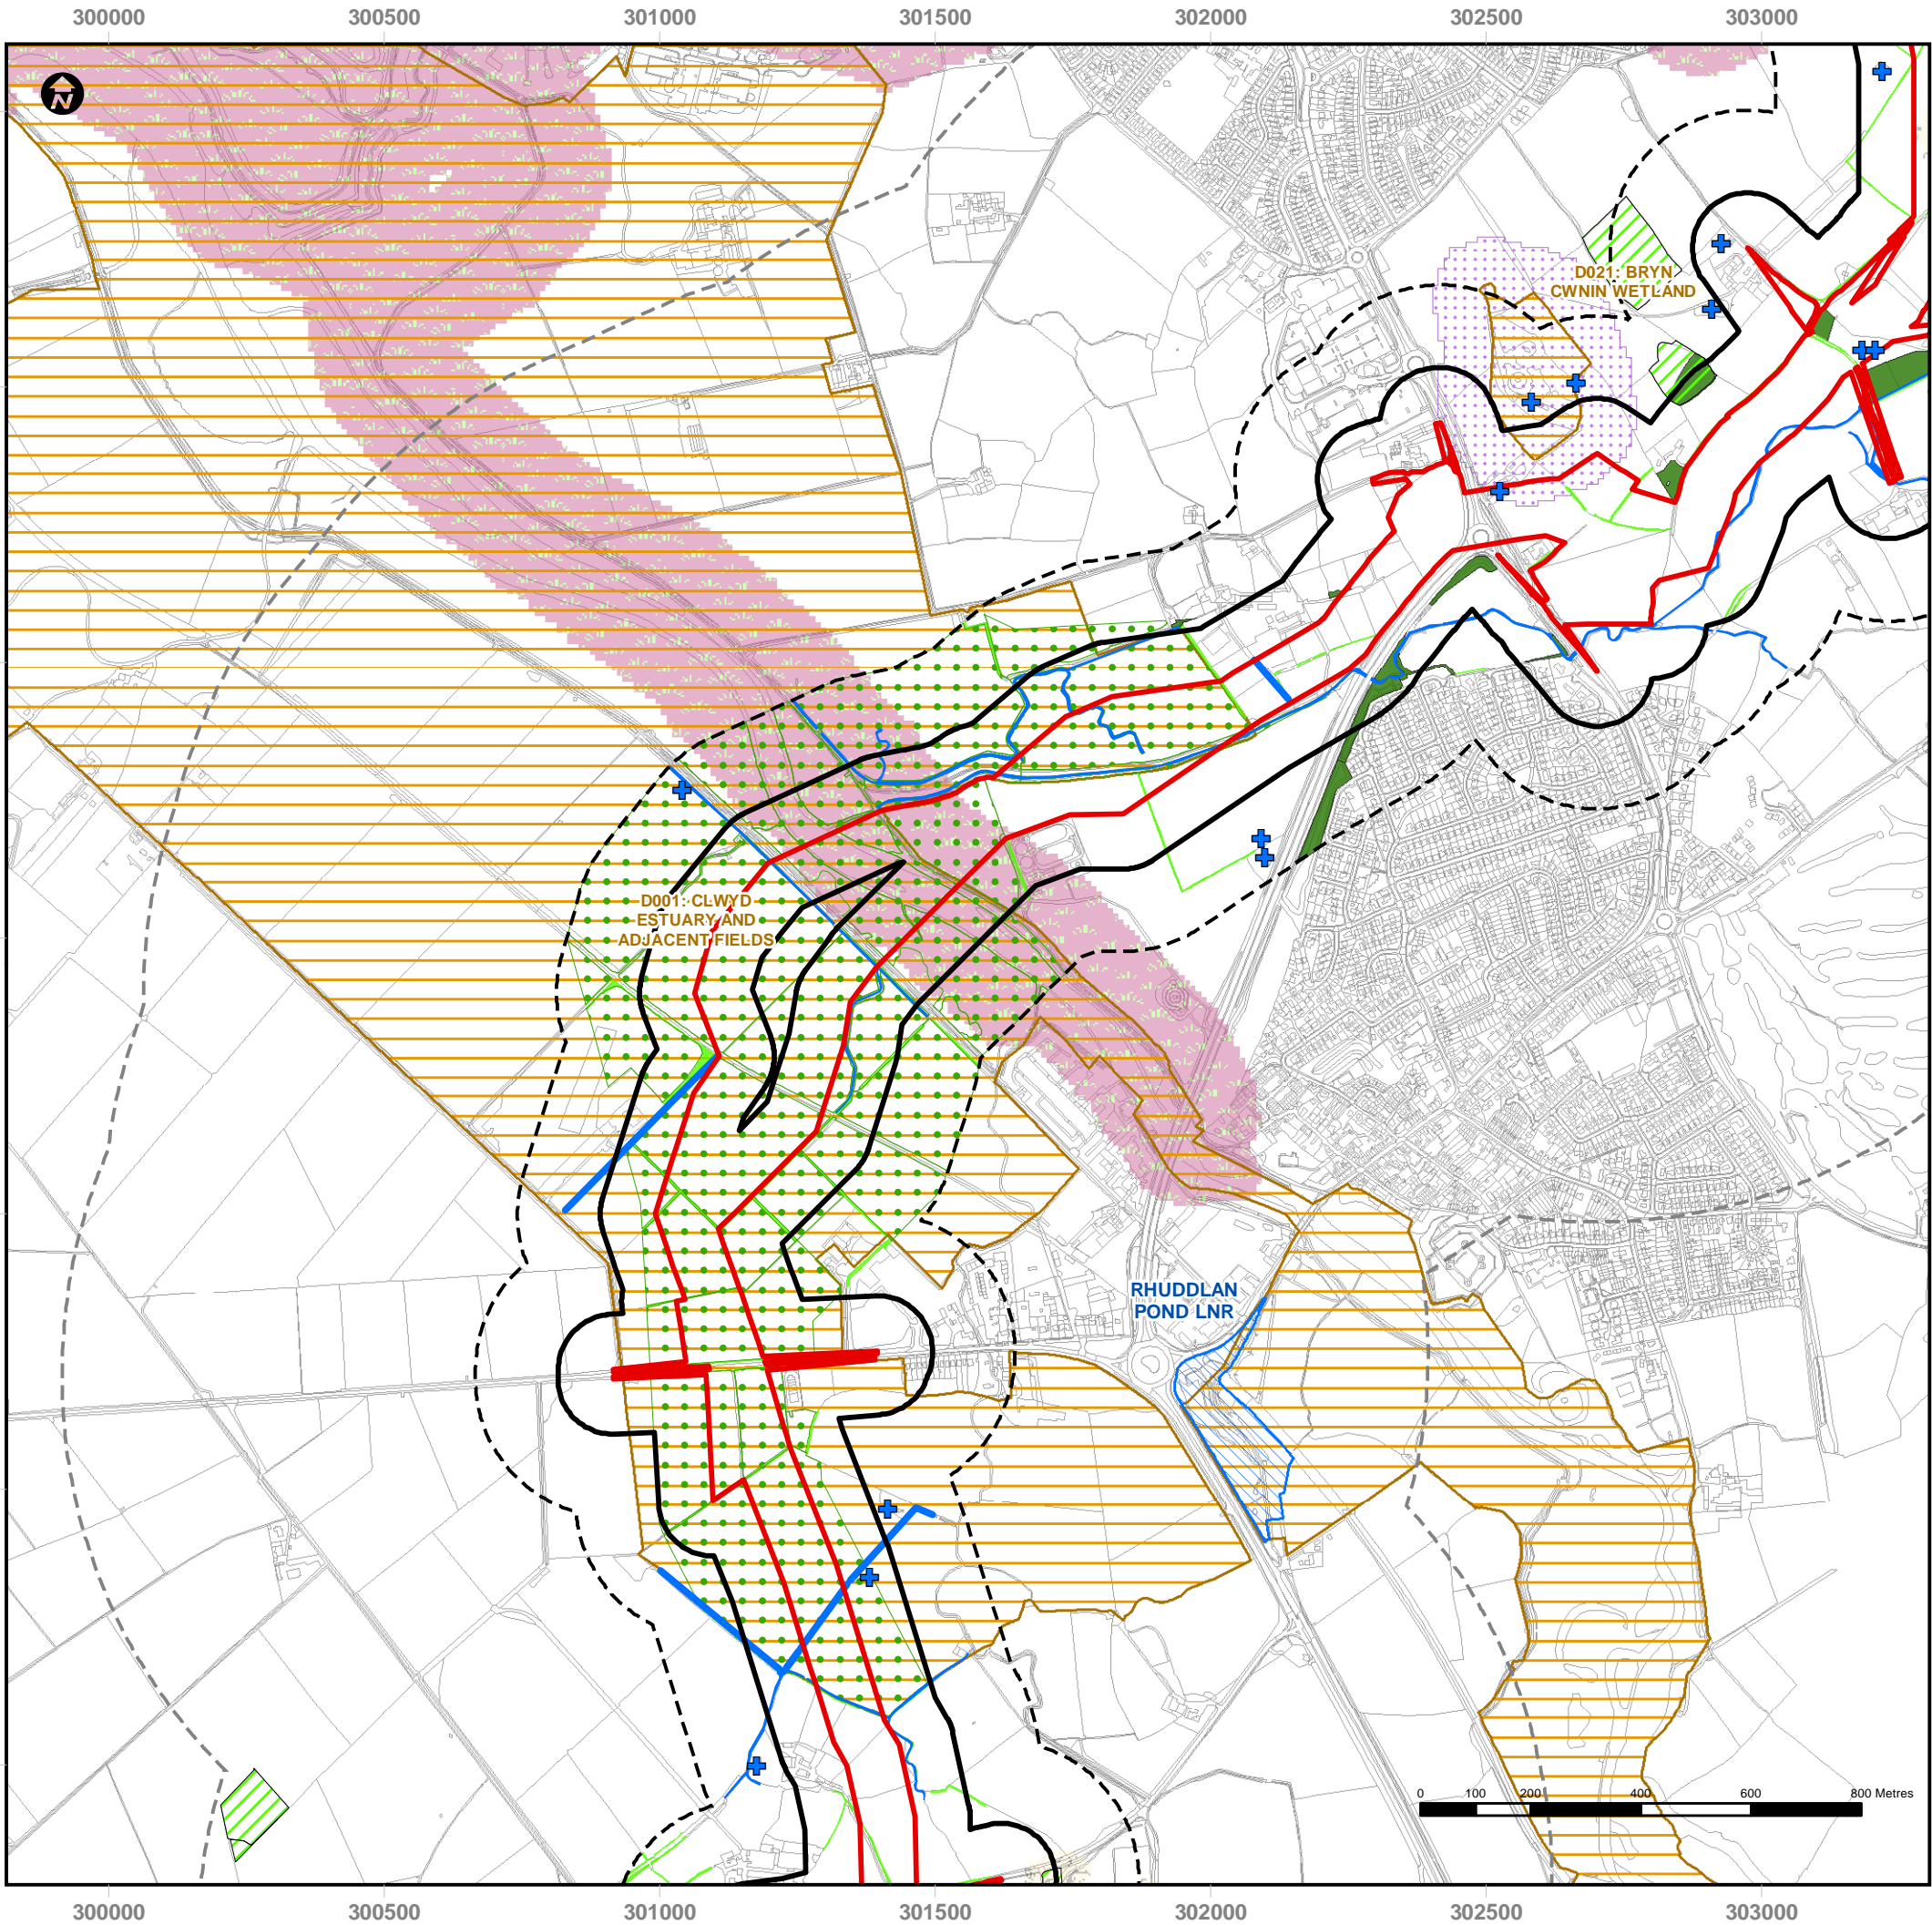 300000 300500 301000 301500 302000 302500 303000
N
D021: BRYN
CWNIN WETLAND
D001: CLWYD
ESTUARY AND
ADJACENT FIELDS
RHUDDLAN
POND LNR
0 100 200 400 600 800 Metres
300000 300500 301000 301500 302000 302500 303000